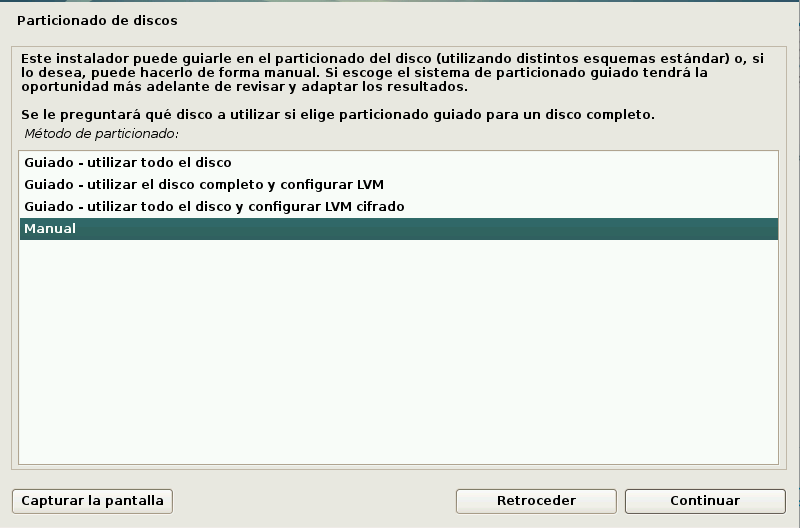 Particionado de discos
Este instalador puede guiarle en el particionado del disco (utilizando distintos esquemas estándar) o, si
lo desea, puede hacerlo de forma manual. Si escoge el sistema de particionado guiado tendrá la
oportunidad más adelante de revisar y adaptar los resultados.
Se le preguntará qué disco a utilizar si elige particionado guiado para un disco completo.
Método de particionado:
Guiado - utilizar todo el disco
Guiado - utilizar el disco completo y configurar LVM
Guiado - utilizar todo el disco y configurar LVM cifrado
Manual
Capturar la pantalla
Retroceder
Continuar